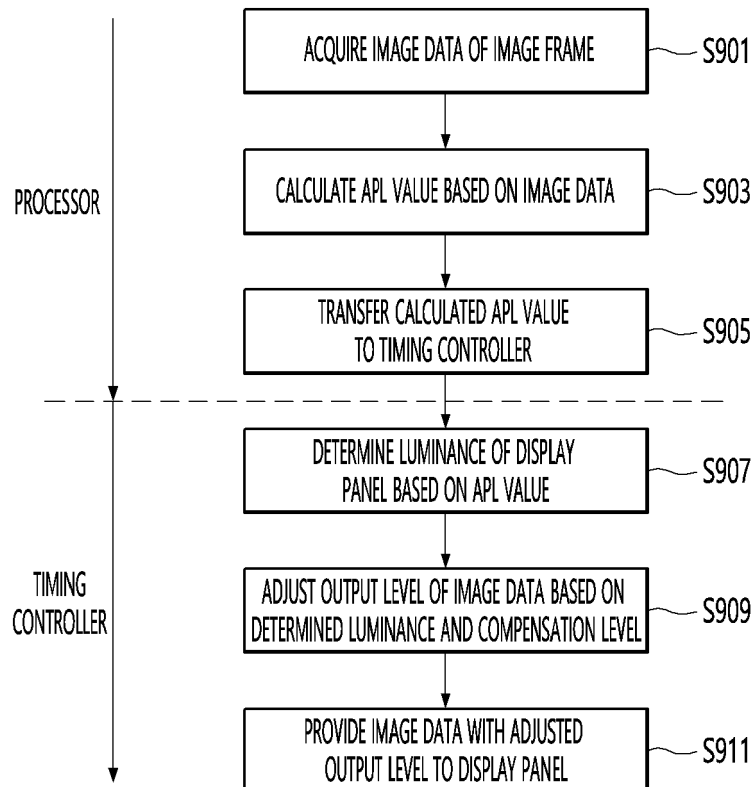 ACQUIRE IMAGE DATA OF IMAGE FRAME
S901
CALCULATE APL VALUE BASED ON IMAGE DATA
S903
PROCESSOR
TRANSFER CALCULATED APL VALUE
TO TIMING CONTROLLER
S905
DETERMINE LUMINANCE OF DISPLAY
PANEL BASED ON APL VALUE
S907
TIMING
CONTROLLER
ADJUST OUTPUT LEVEL OF IMAGE DATA BASED ON
DETERMINED LUMINANCE AND COMPENSATION LEVEL
S909
PROVIDE IMAGE DATA WITH ADJUSTED
OUTPUT LEVEL TO DISPLAY PANEL
S911